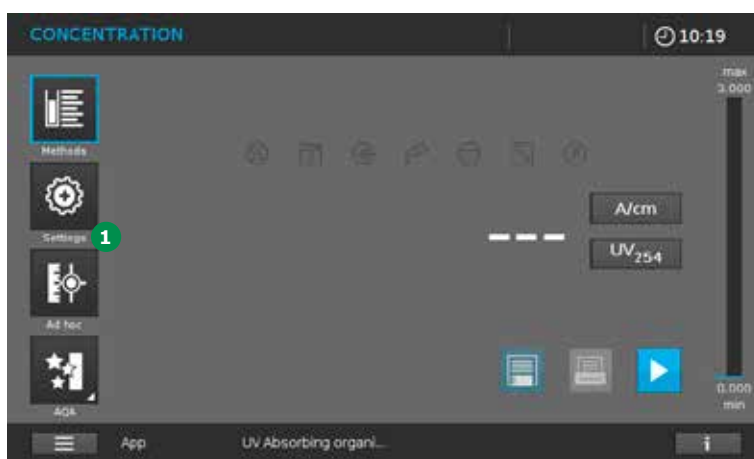 CONCENTRATION
10:19
max
3.000
Methods
Settings
1
A/cm
UV254
Ad hoc
AQA
0.000
min
App
UV Absorbing organi...
i